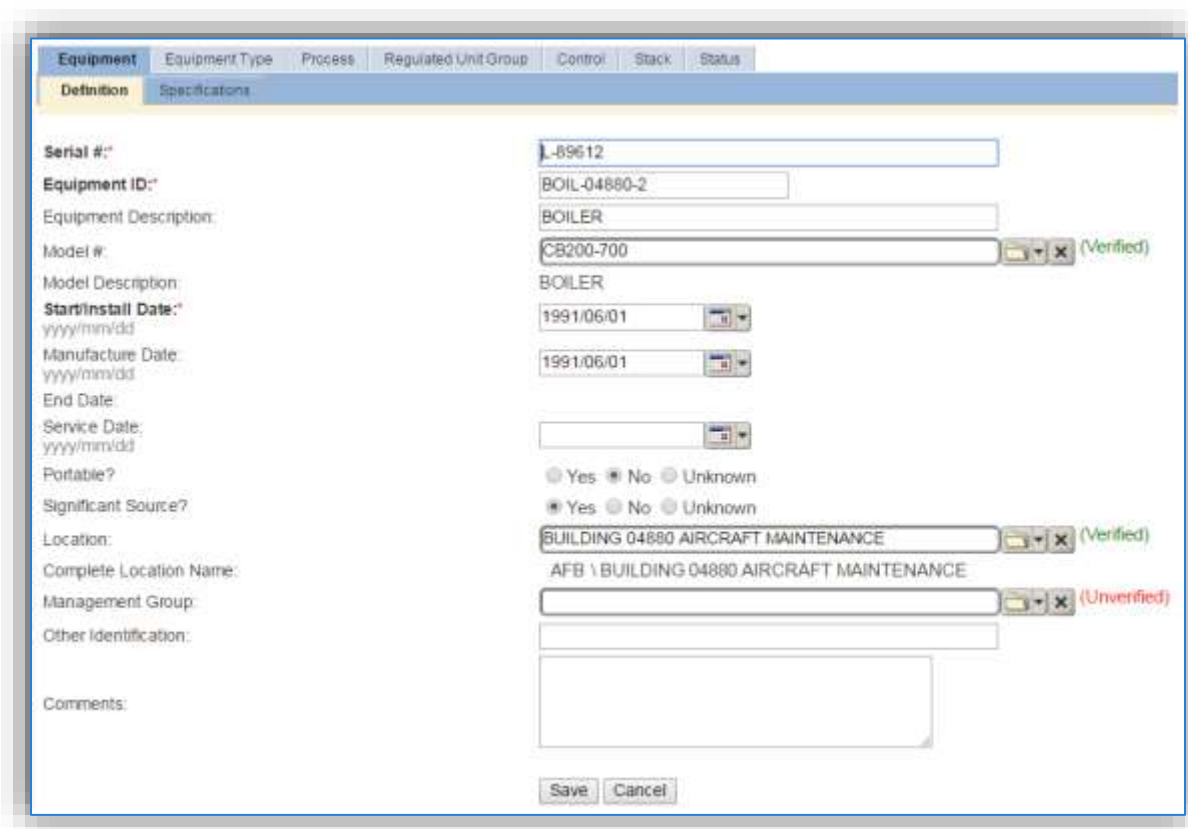 Equipment Equipment Type Process Regulated Unit Group Control Stack Status
Definition Specifications
Serial #:* L-89612
Equipment ID:* BOIL-04880-2
Equipment Description: BOILER
Model #: CB200-700 (Verified)
Model Description: BOILER
Start/Install Date:* 1991/06/01
yyyy/mm/dd
Manufacture Date: 1991/06/01
yyyy/mm/dd
End Date:
Service Date:
yyyy/mm/dd
Portable? Yes No Unknown
Significant Source? Yes No Unknown
Location: BUILDING 04880 AIRCRAFT MAINTENANCE (Verified)
Complete Location Name: AFB \ BUILDING 04880 AIRCRAFT MAINTENANCE
Management Group: (Unverified)
Other Identification:
Comments:
Save Cancel